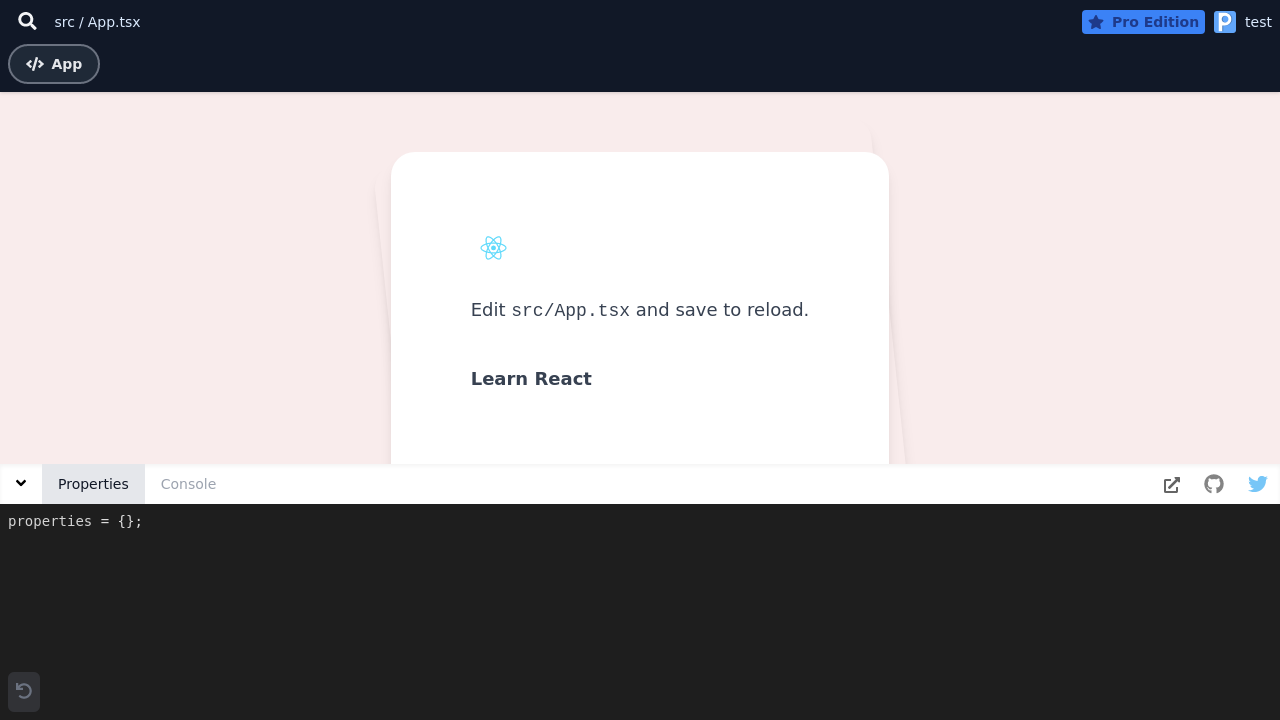 src / App.tsx
Pro Edition
test
App
Edit src/App.tsx and save to reload.
Learn React
Properties
Console
properties = {};